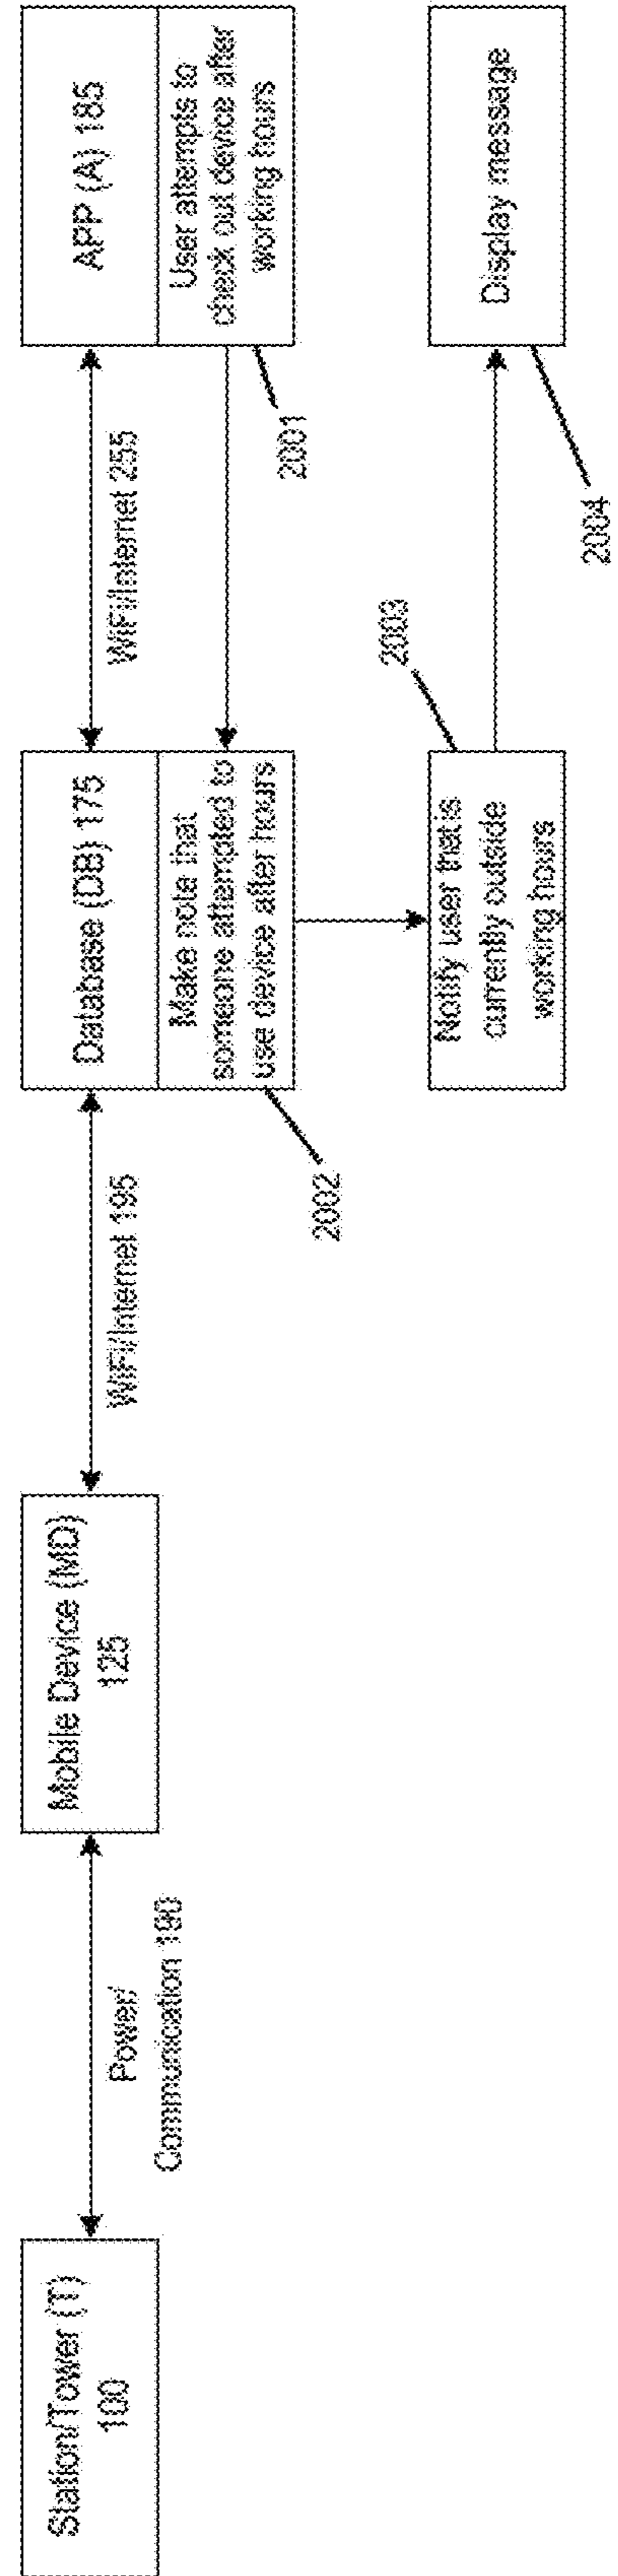 Station/Tower (T)
100
Power/
Communication 190
Mobile Device (MD)
125
WiFi/Internet 195
Database (DB) 175
WiFi/Internet 255
APP (A) 185
User attempts to
check out device after
working hours
2001
Make note that
someone attempted to
use device after hours
2002
Notify user that is
currently outside
working hours
2003
Display message
2004